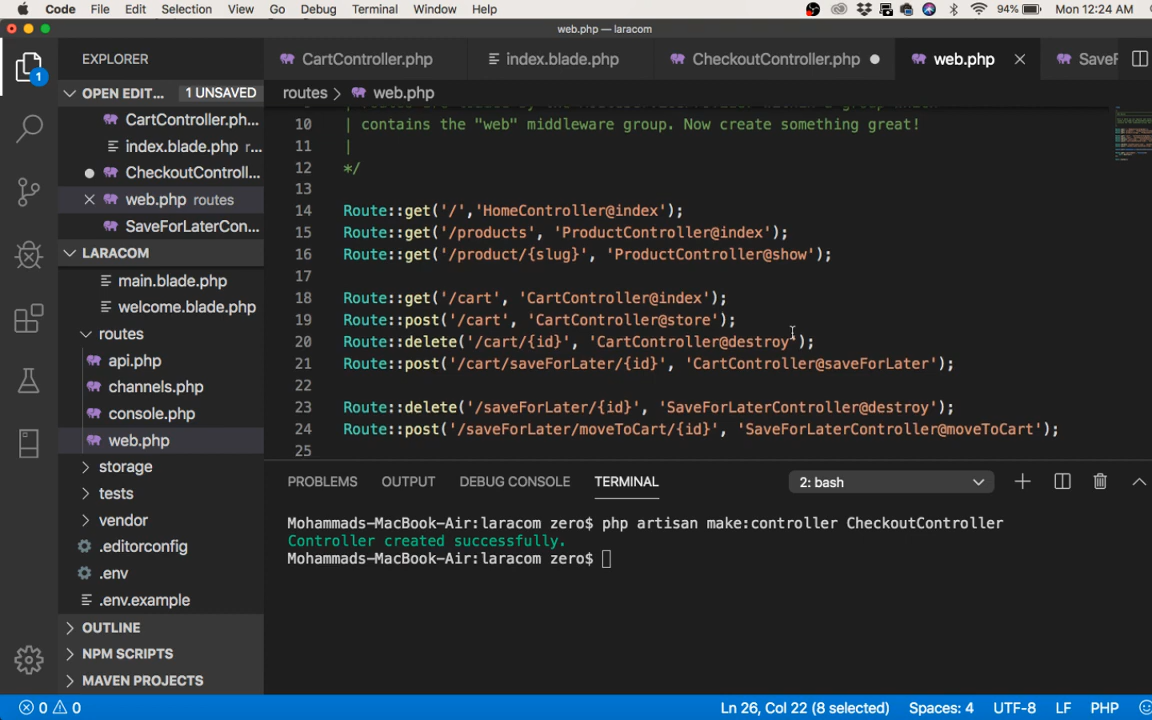 Code File Edit Selection View Go Debug Terminal Window Help 94% Mon 12:24 AM
web.php — laracom
EXPLORER
CartController.php index.blade.php CheckoutController.php web.php SaveF
OPEN EDIT... 1 UNSAVED
routes > web.php
CartController.ph...
index.blade.php r...
CheckoutControll...
web.php routes
SaveForLaterCon...
LARACOM
main.blade.php
welcome.blade.php
routes
api.php
channels.php
console.php
web.php
storage
tests
vendor
.editorconfig
.env
.env.example
OUTLINE
NPM SCRIPTS
MAVEN PROJECTS
10 | contains the "web" middleware group. Now create something great!
11 |
12 */
13
14 Route::get('/','HomeController@index');
15 Route::get('/products', 'ProductController@index');
16 Route::get('/product/{slug}', 'ProductController@show');
17
18 Route::get('/cart', 'CartController@index');
19 Route::post('/cart', 'CartController@store');
20 Route::delete('/cart/{id}', 'CartController@destroy');
21 Route::post('/cart/saveForLater/{id}', 'CartController@saveForLater');
22
23 Route::delete('/saveForLater/{id}', 'SaveForLaterController@destroy');
24 Route::post('/saveForLater/moveToCart/{id}', 'SaveForLaterController@moveToCart');
25
PROBLEMS OUTPUT DEBUG CONSOLE TERMINAL 2: bash
Mohammads-MacBook-Air:laracom zero$ php artisan make:controller CheckoutController
Controller created successfully.
Mohammads-MacBook-Air:laracom zero$
0 0 Ln 26, Col 22 (8 selected) Spaces: 4 UTF-8 LF PHP
1